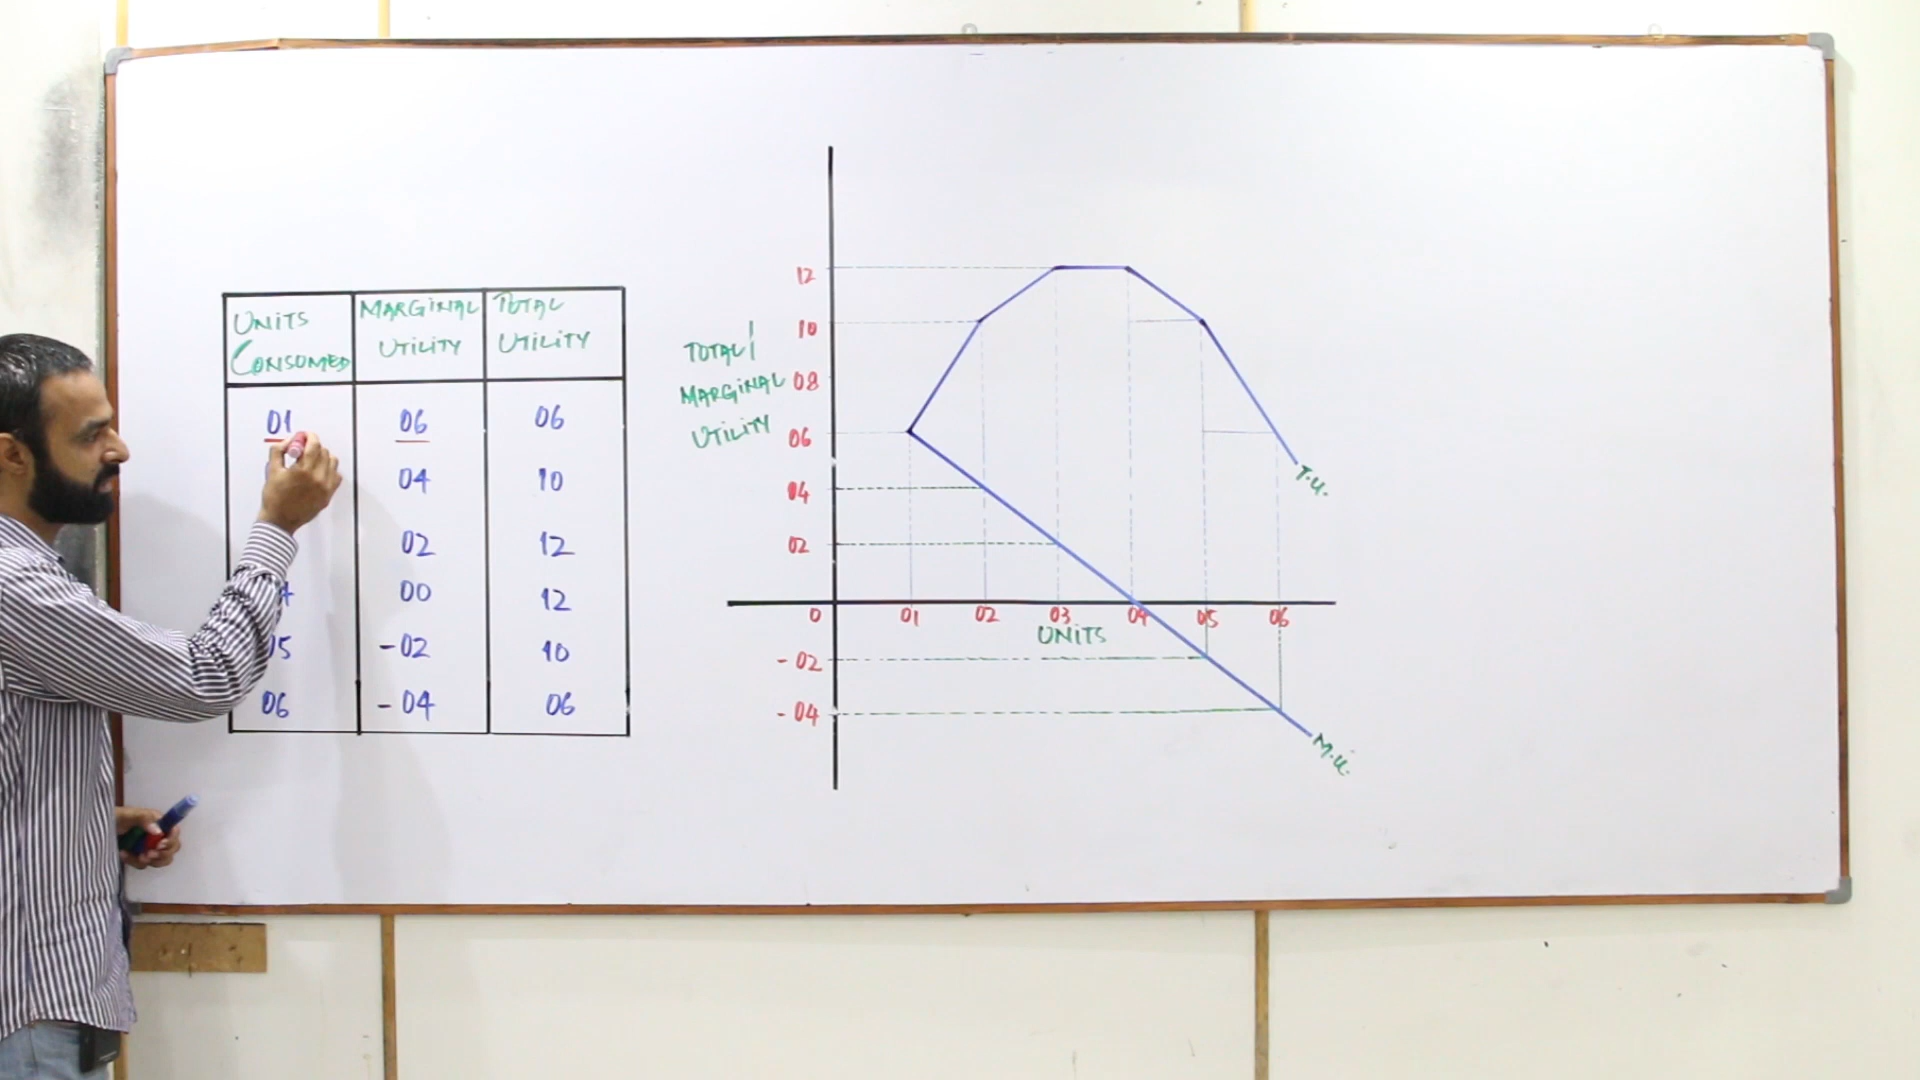 UNITS
CONSUMED
MARGINAL
UTILITY
TOTAL
UTILITY
01 06 06
04 10
02 12
00 12
05 -02 10
06 -04 06
TOTAL/
MARGINAL
UTILITY
12
10
08
06
04
02
0
-02
-04
01 02 03 04 05 06
UNITS
T.U.
M.U.